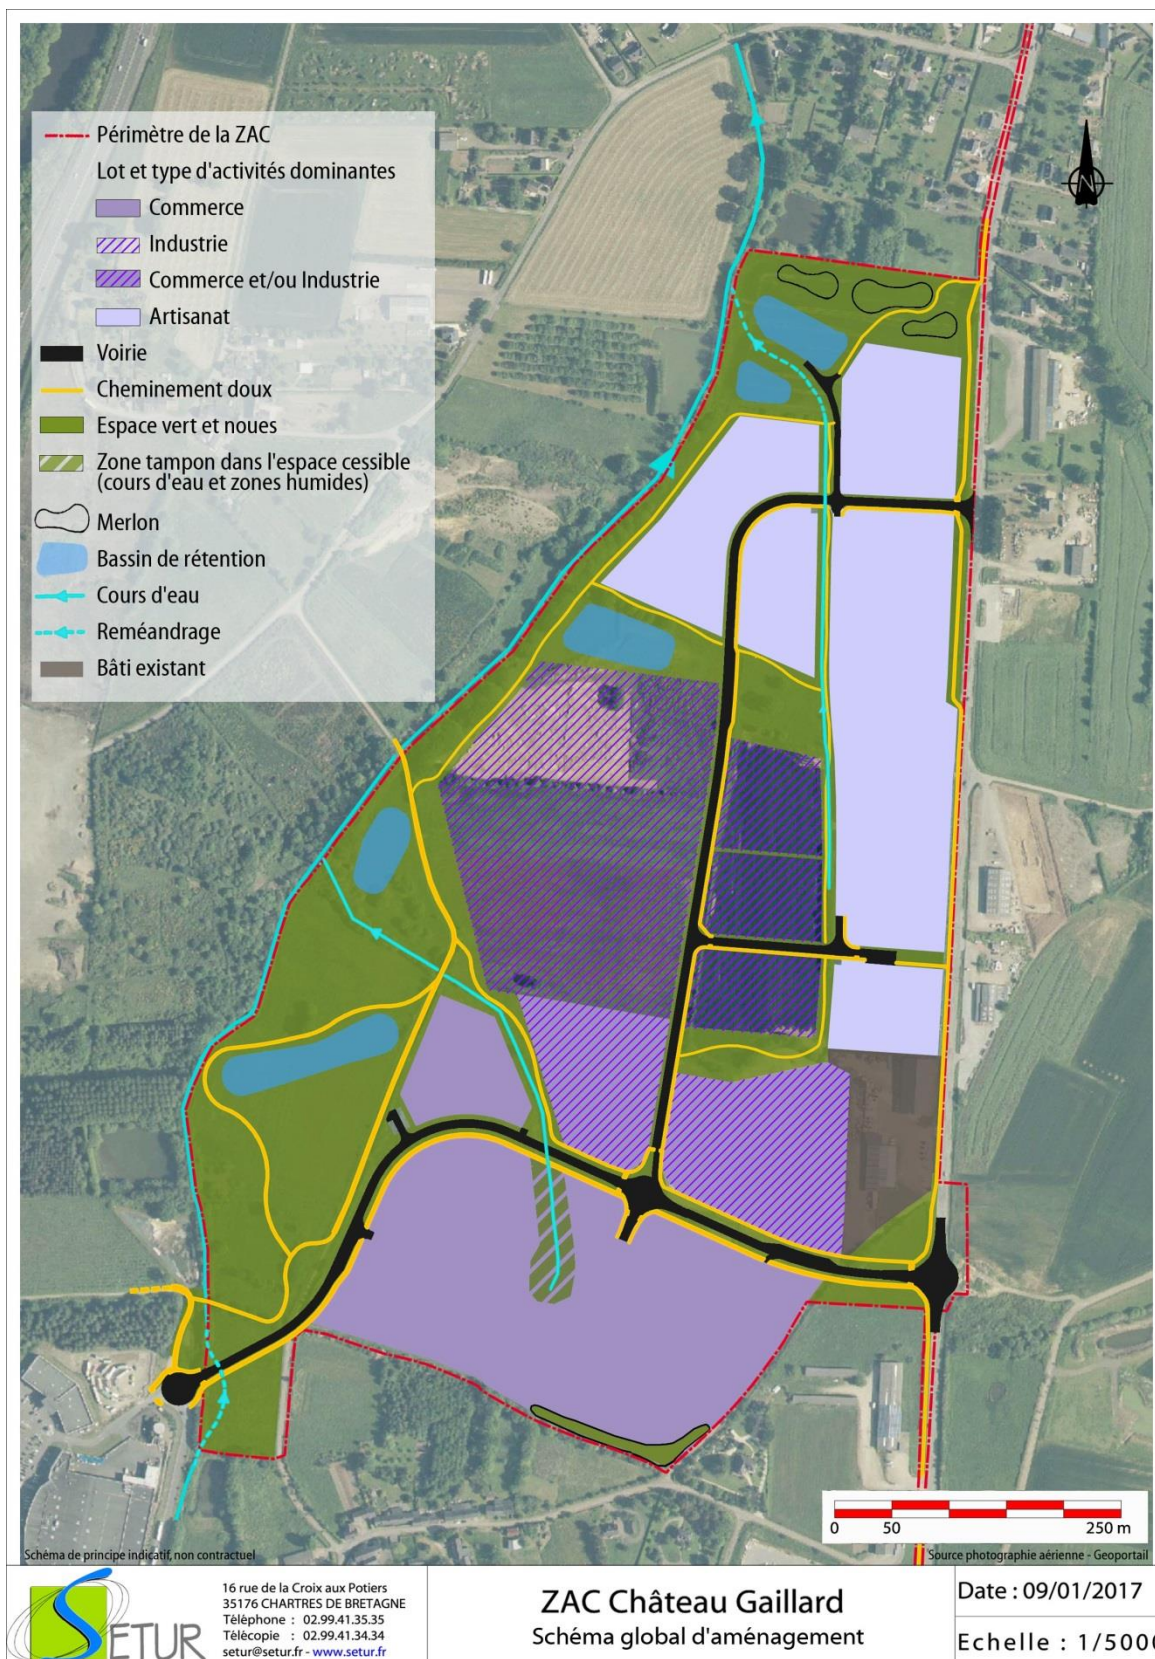 Périmètre de la ZAC
Lot et type d'activités dominantes
Commerce
Industrie
Commerce et/ou Industrie
Artisanat
Voirie
Cheminement doux
Espace vert et noues
Zone tampon dans l'espace cessible
(cours d'eau et zones humides)
Merlon
Bassin de rétention
Cours d'eau
Reméandrage
Bâti existant
N
0 50 250 m
Schéma de principe indicatif, non contractuel
Source photographie aérienne - Geoportail
SETUR
16 rue de la Croix aux Potiers
35176 CHARTRES DE BRETAGNE
Téléphone : 02.99.41.35.35
Télécopie : 02.99.41.34.34
setur@setur.fr - www.setur.fr
ZAC Château Gaillard
Schéma global d'aménagement
Date : 09/01/2017
Echelle : 1/5000